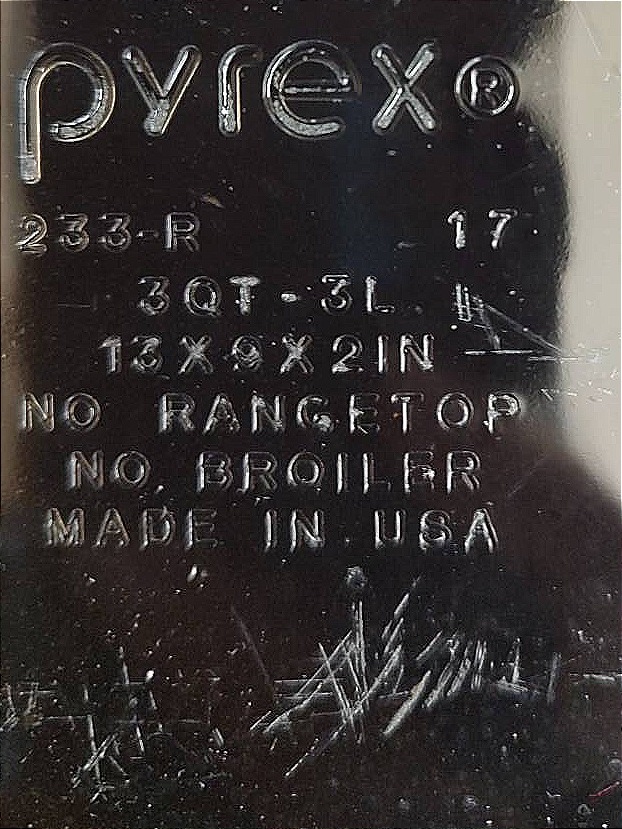 pyrex®
233-R 17
3QT-3L
13X9X2IN
NO RANGETOP
NO BROILER
MADE IN USA